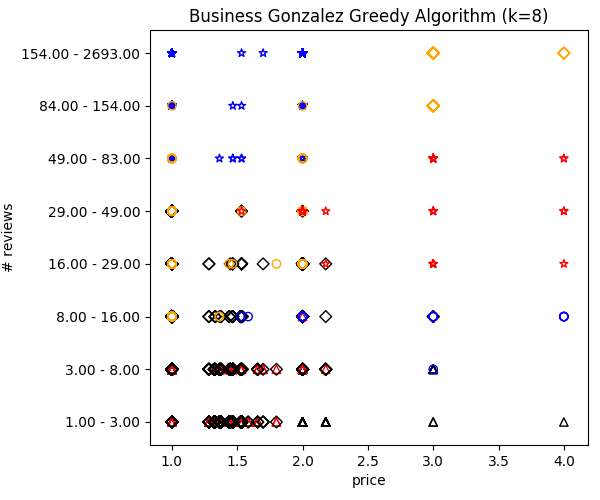 Business Gonzalez Greedy Algorithm (k=8)
# reviews
154.00 - 2693.00
84.00 - 154.00
49.00 - 83.00
29.00 - 49.00
16.00 - 29.00
8.00 - 16.00
3.00 - 8.00
1.00 - 3.00
1.0 1.5 2.0 2.5 3.0 3.5 4.0
price